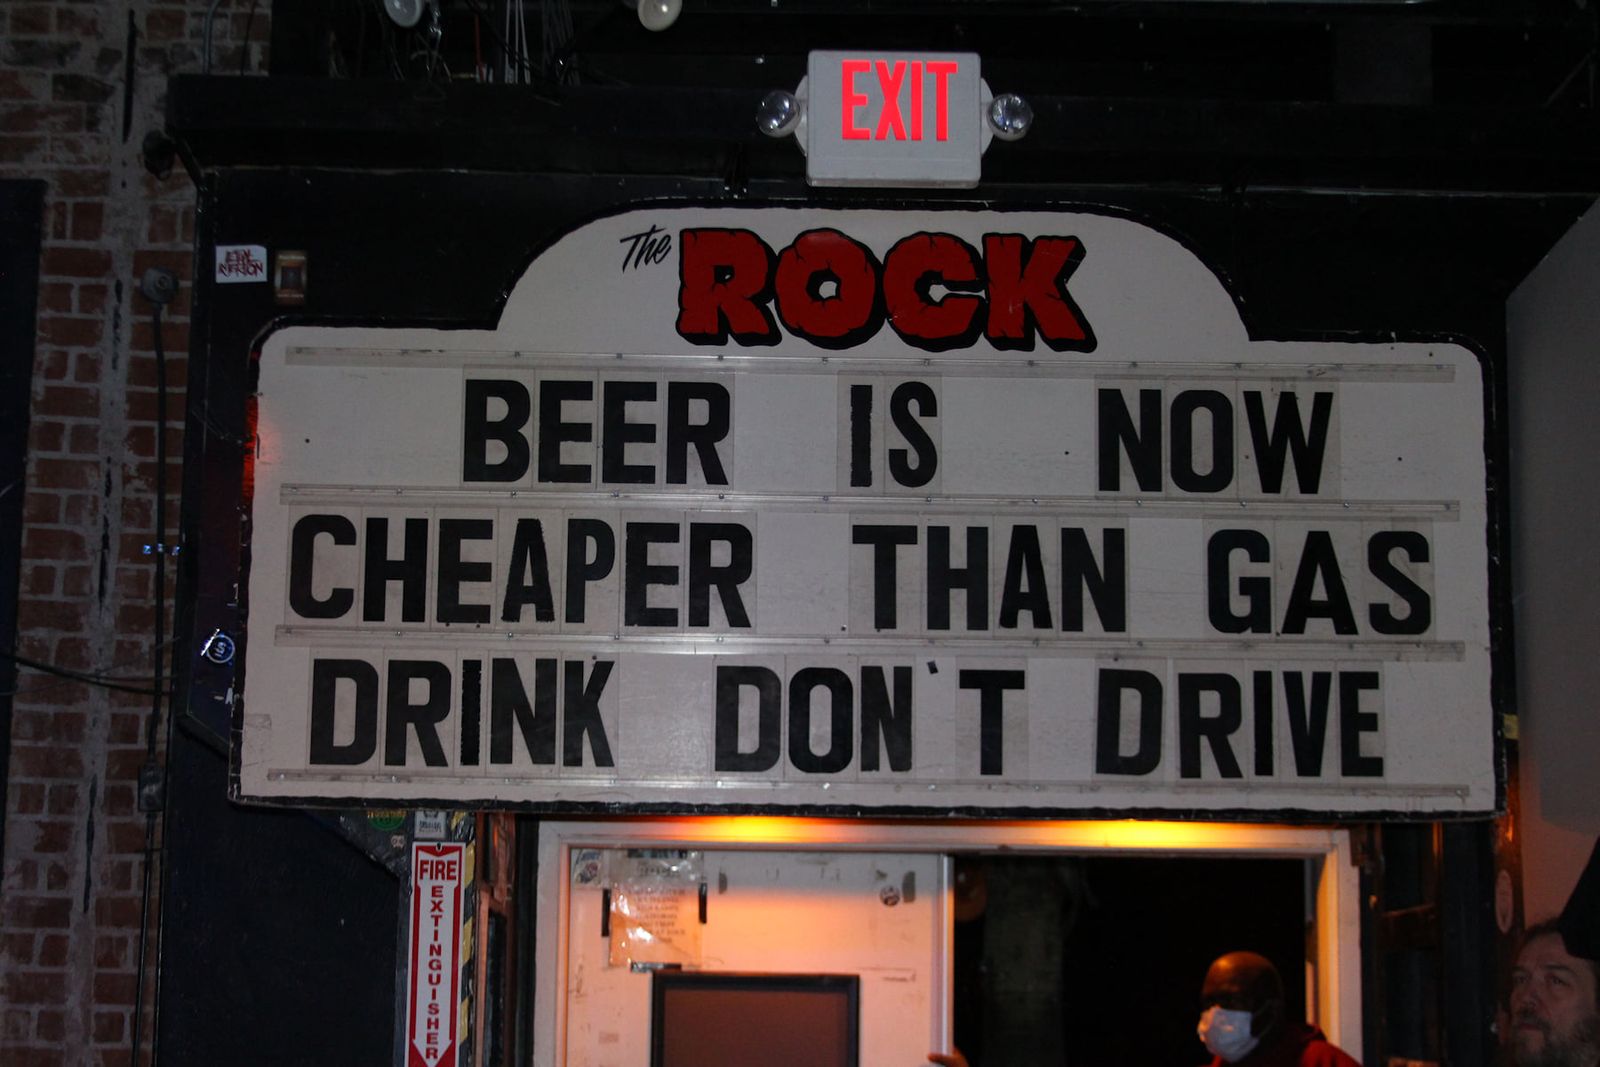 EXIT
The ROCK
BEER IS NOW
CHEAPER THAN GAS
DRINK DON'T DRIVE
FIRE EXTINGUISHER